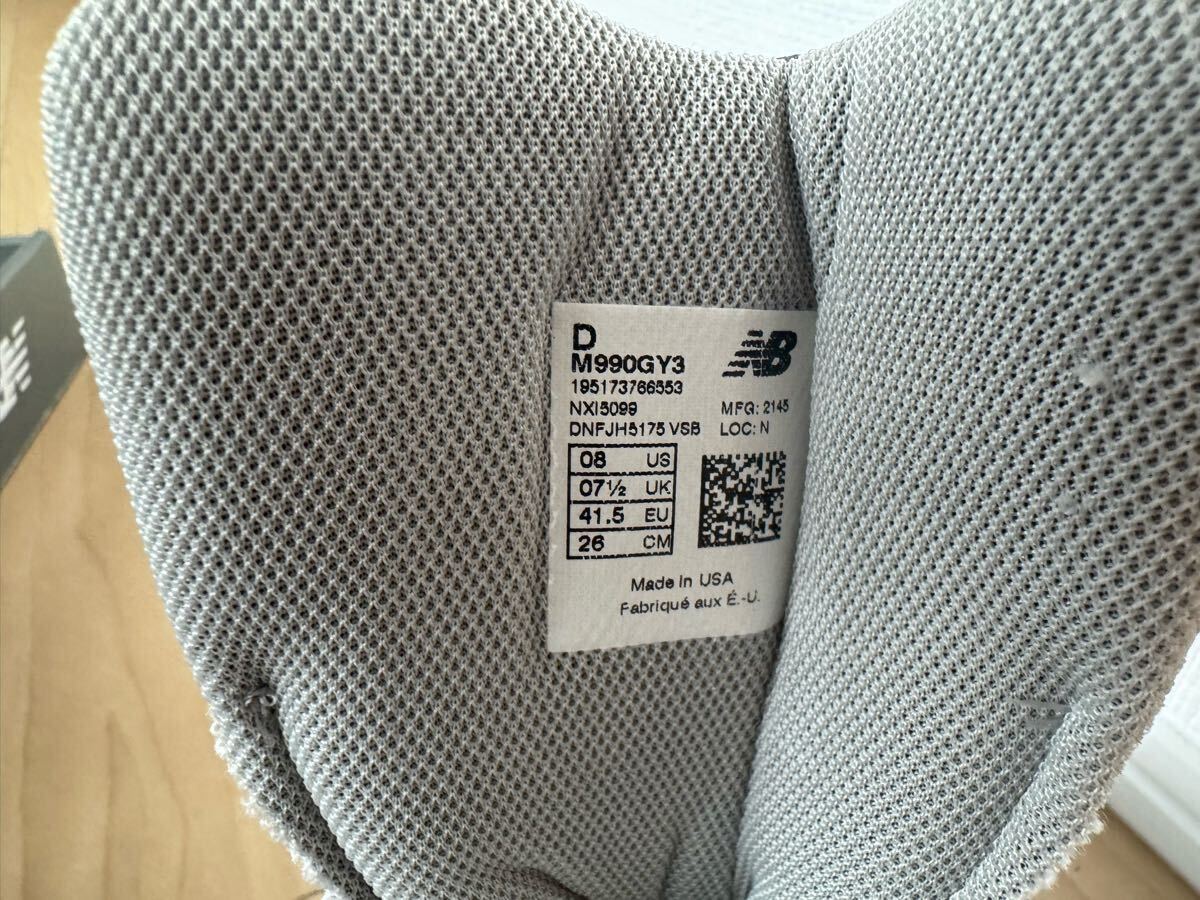 D
M990GY3
195173766553
NXI5099
DNFJH5175 VSB
NB
MFG: 2145
LOC: N
08 US
07½ UK
41.5 EU
26 CM
Made in USA
Fabriqué aux É.-U.